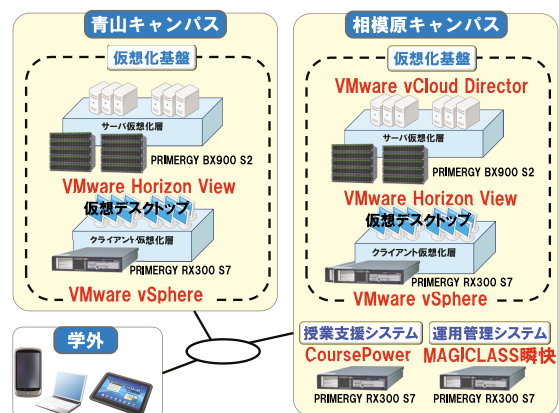 青山キャンパス
仮想化基盤
サーバ仮想化層
PRIMERGY BX900 S2
VMware Horizon View
仮想デスクトップ
クライアント仮想化層
PRIMERGY RX300 S7
VMware vSphere
相模原キャンパス
仮想化基盤
VMware vCloud Director
サーバ仮想化層
PRIMERGY BX900 S2
VMware Horizon View
仮想デスクトップ
クライアント仮想化層
PRIMERGY RX300 S7
VMware vSphere
授業支援システム
CoursePower
PRIMERGY RX300 S7
運用管理システム
MAGICLASS瞬快
PRIMERGY RX300 S7
学外